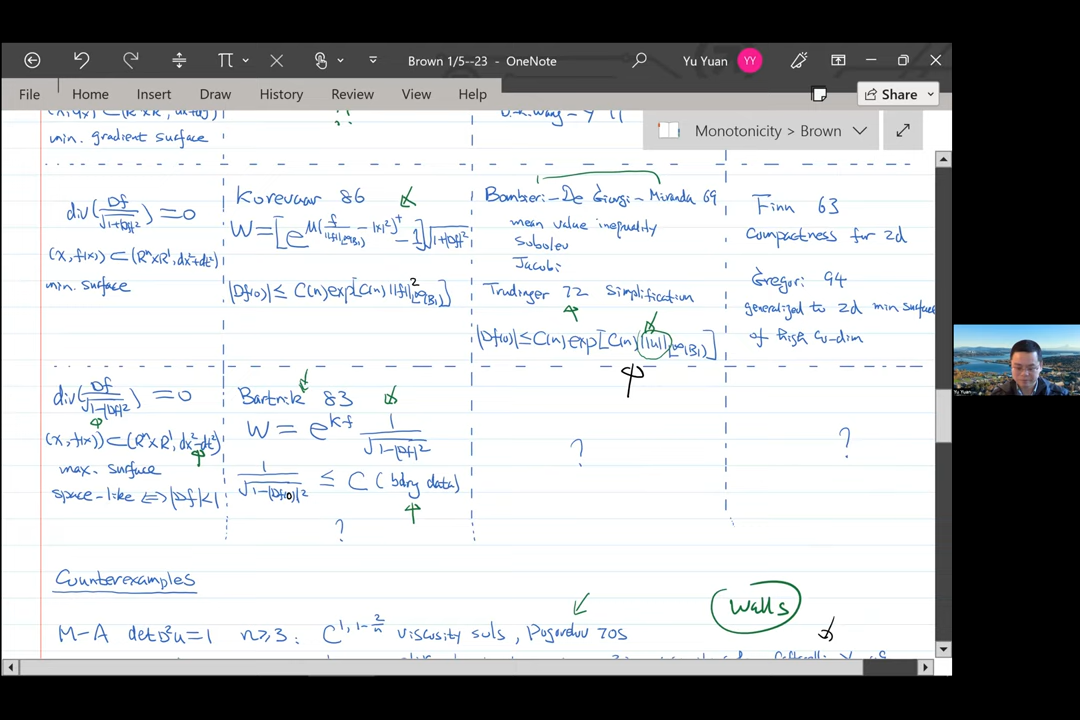 Brown 1/5--23 - OneNote
Yu Yuan
YY
File Home Insert Draw History Review View Help
Share
Monotonicity > Brown
min. gradient surface
div(Df/√1+|Df|²) = 0
(x, f(x)) ⊂ (Rⁿ×R¹, dx²+dt²)
min. surface
Korevaar 86
W = [e^{M(f/‖f‖_{L∞(B₁)} - |x|²)⁺} - 1] √1+|Df|²
|Df(0)| ≤ C(n) exp[C(n) ‖f‖²_{L∞(B₁)}]
Bombieri - De Giorgi - Miranda 69
mean value inequality
Sobolev
Jacobi
Trudinger 72 Simplification
|Df(0)| ≤ C(n) exp[C(n) ‖u‖_{L∞(B₁)}]
Finn 63
Compactness for 2d
Gregori 94
generalized to 2d min surface
of high co-dim
div(Df/√1-|Df|²) = 0
(x, f(x)) ⊂ (Rⁿ×R¹, dx²-dt²)
max. surface
space-like ⟺ |Df|<1
Bartnik 83
W = e^{kf} 1/√1-|Df|²
1/√1-|Df(0)|² ≤ C (bdry data)
?
?
?
Counterexamples
Walls
M-A det D²u = 1 n≥3: C^{1,1-2/n} viscosity sols, Pogorelov 70s
Yu Yuan